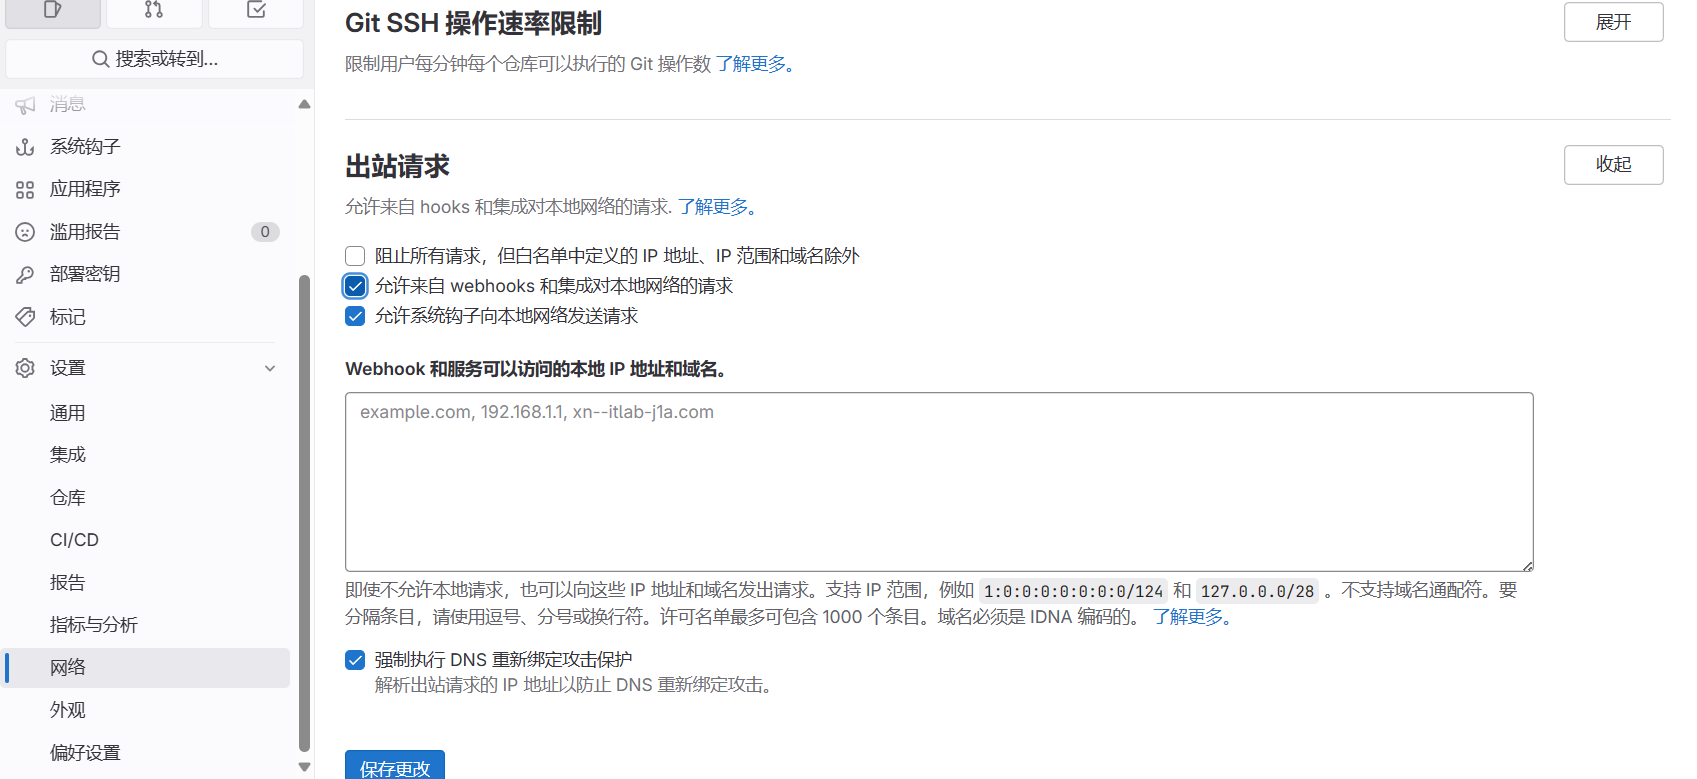 搜索或转到...
消息
系统钩子
应用程序
滥用报告 0
部署密钥
标记
设置
通用
集成
仓库
CI/CD
报告
指标与分析
网络
外观
偏好设置
Git SSH 操作速率限制
展开
限制用户每分钟每个仓库可以执行的 Git 操作数 了解更多。
出站请求
收起
允许来自 hooks 和集成对本地网络的请求. 了解更多。
阻止所有请求，但白名单中定义的 IP 地址、IP 范围和域名除外
允许来自 webhooks 和集成对本地网络的请求
允许系统钩子向本地网络发送请求
Webhook 和服务可以访问的本地 IP 地址和域名。
example.com, 192.168.1.1, xn--itlab-j1a.com
即使不允许本地请求，也可以向这些 IP 地址和域名发出请求。支持 IP 范围，例如 1:0:0:0:0:0:0:0/124 和 127.0.0.0/28 。不支持域名通配符。要
分隔条目，请使用逗号、分号或换行符。许可名单最多可包含 1000 个条目。域名必须是 IDNA 编码的。 了解更多。
强制执行 DNS 重新绑定攻击保护
解析出站请求的 IP 地址以防止 DNS 重新绑定攻击。
保存更改